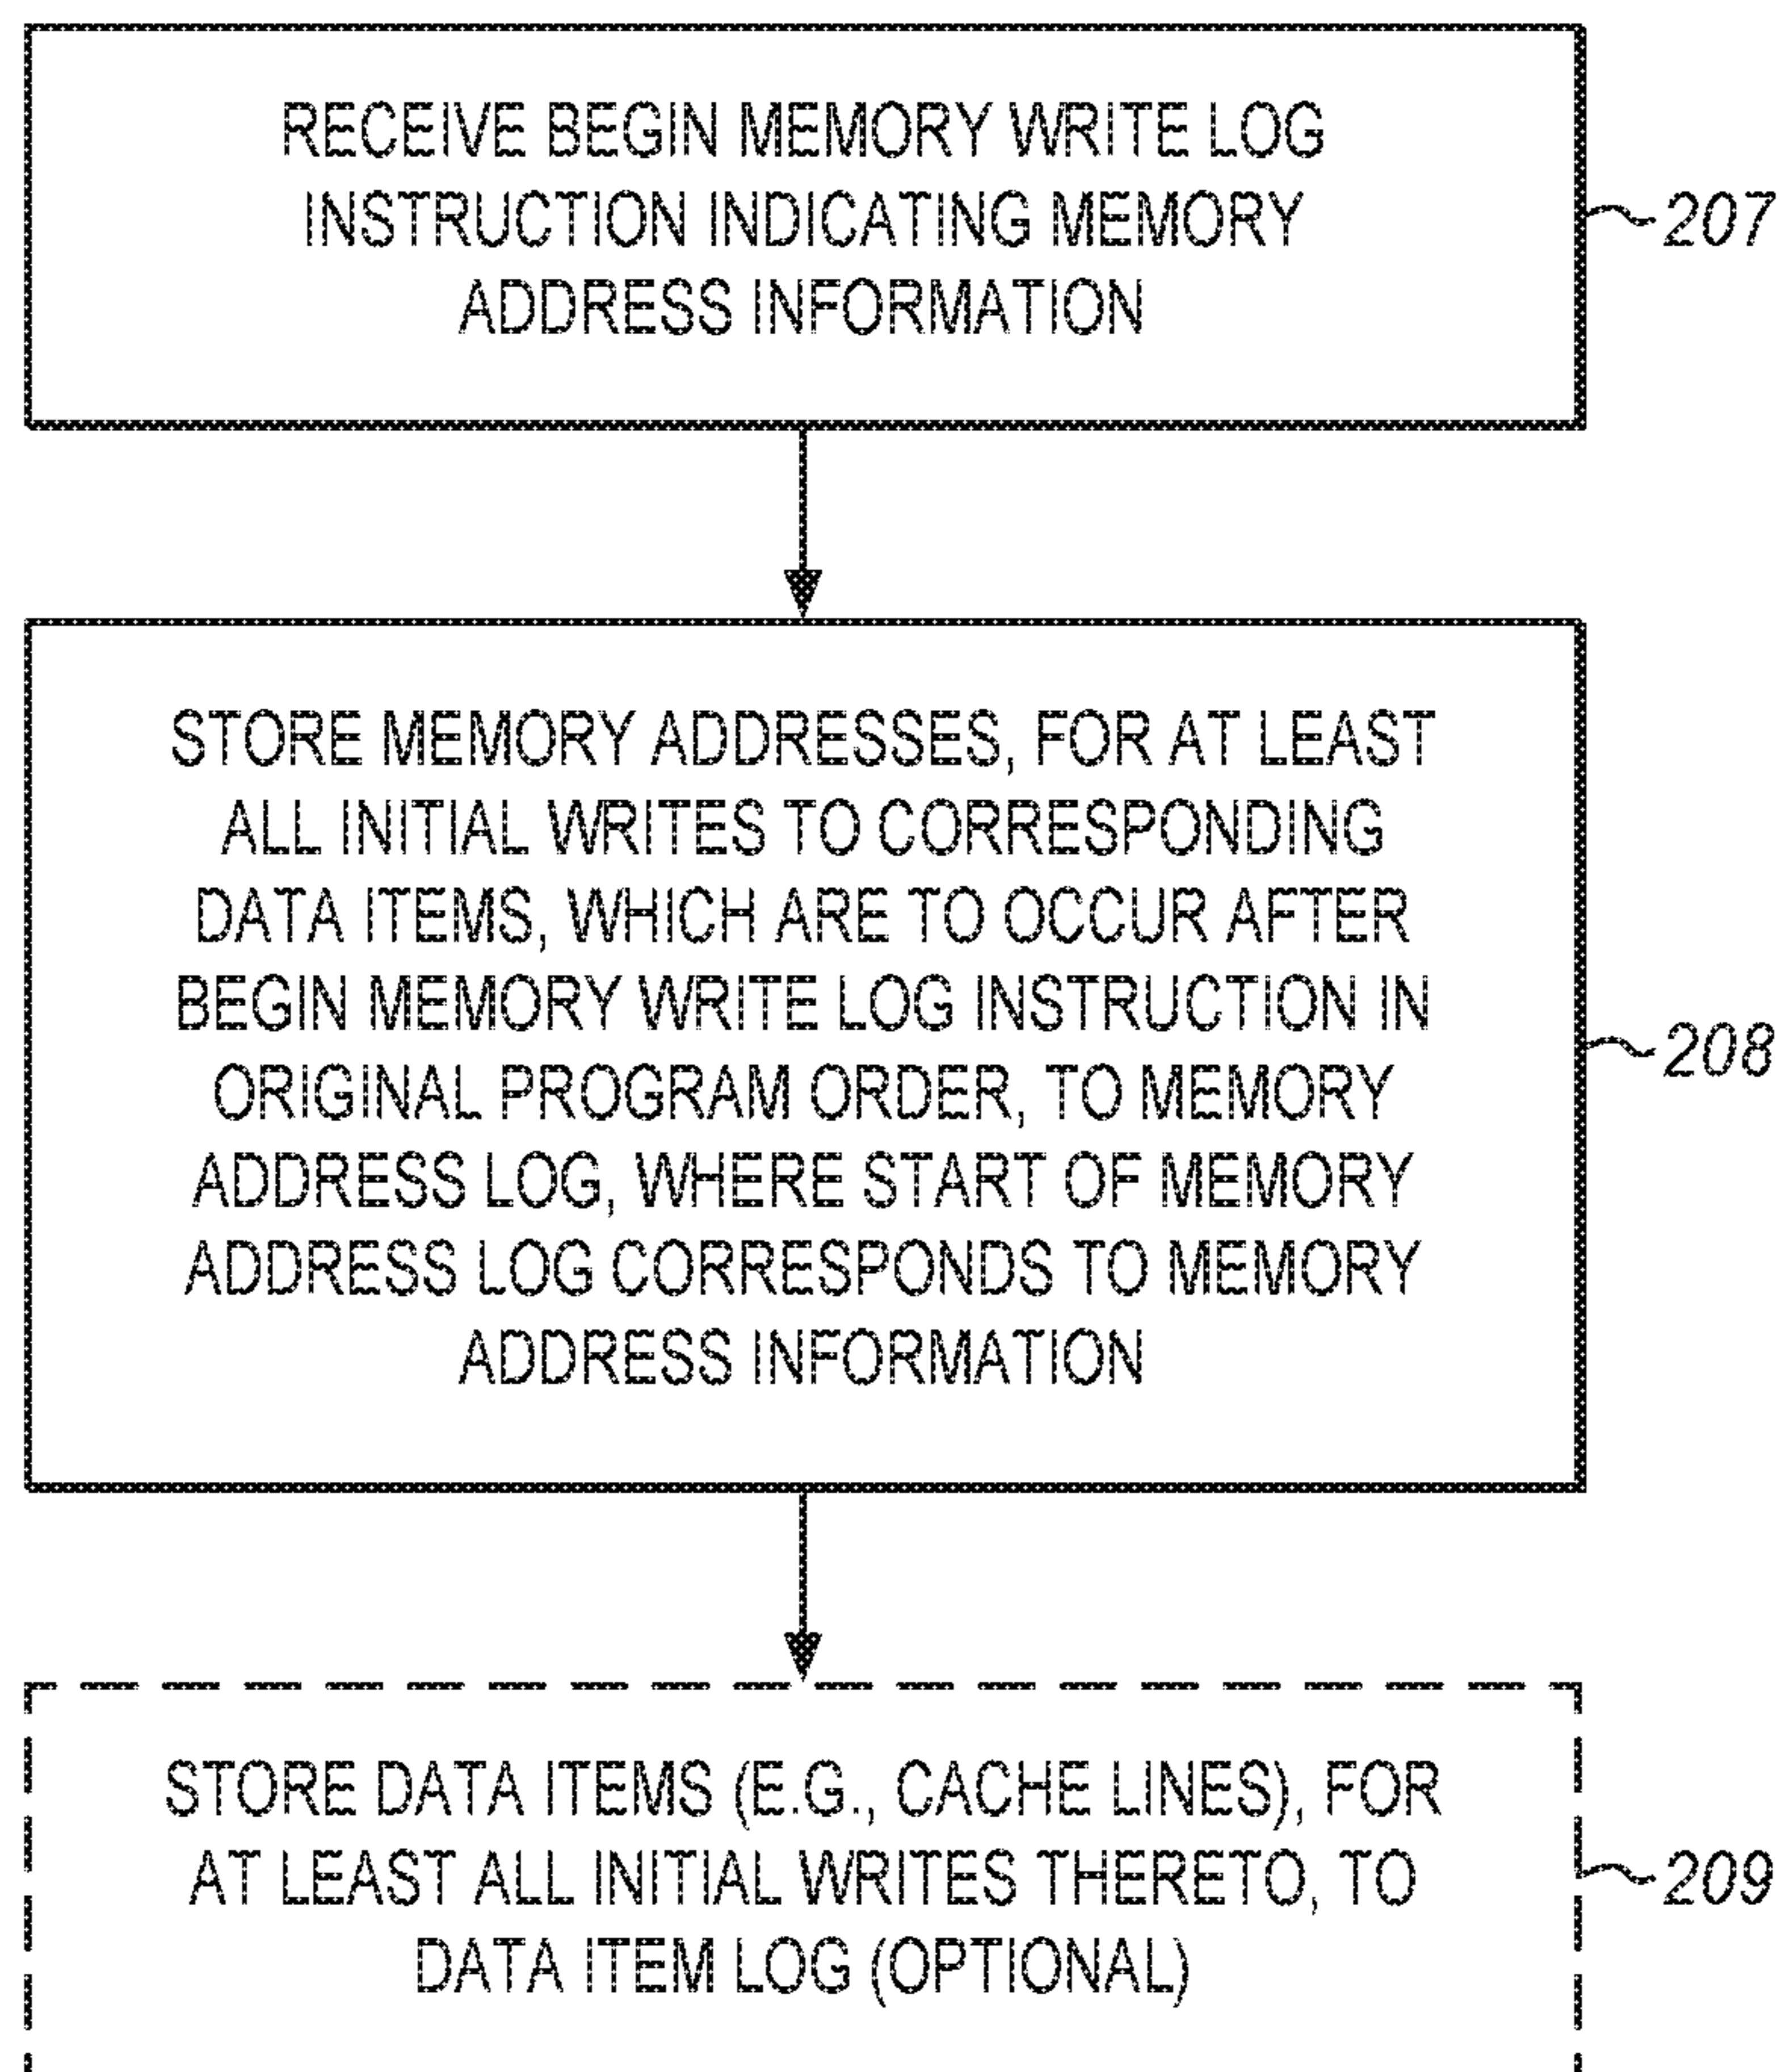 RECEIVE BEGIN MEMORY WRITE LOG
INSTRUCTION INDICATING MEMORY
ADDRESS INFORMATION
207
STORE MEMORY ADDRESSES, FOR AT LEAST
ALL INITIAL WRITES TO CORRESPONDING
DATA ITEMS, WHICH ARE TO OCCUR AFTER
BEGIN MEMORY WRITE LOG INSTRUCTION IN
ORIGINAL PROGRAM ORDER, TO MEMORY
ADDRESS LOG, WHERE START OF MEMORY
ADDRESS LOG CORRESPONDS TO MEMORY
ADDRESS INFORMATION
208
STORE DATA ITEMS (E.G., CACHE LINES), FOR
AT LEAST ALL INITIAL WRITES THERETO, TO
DATA ITEM LOG (OPTIONAL)
209